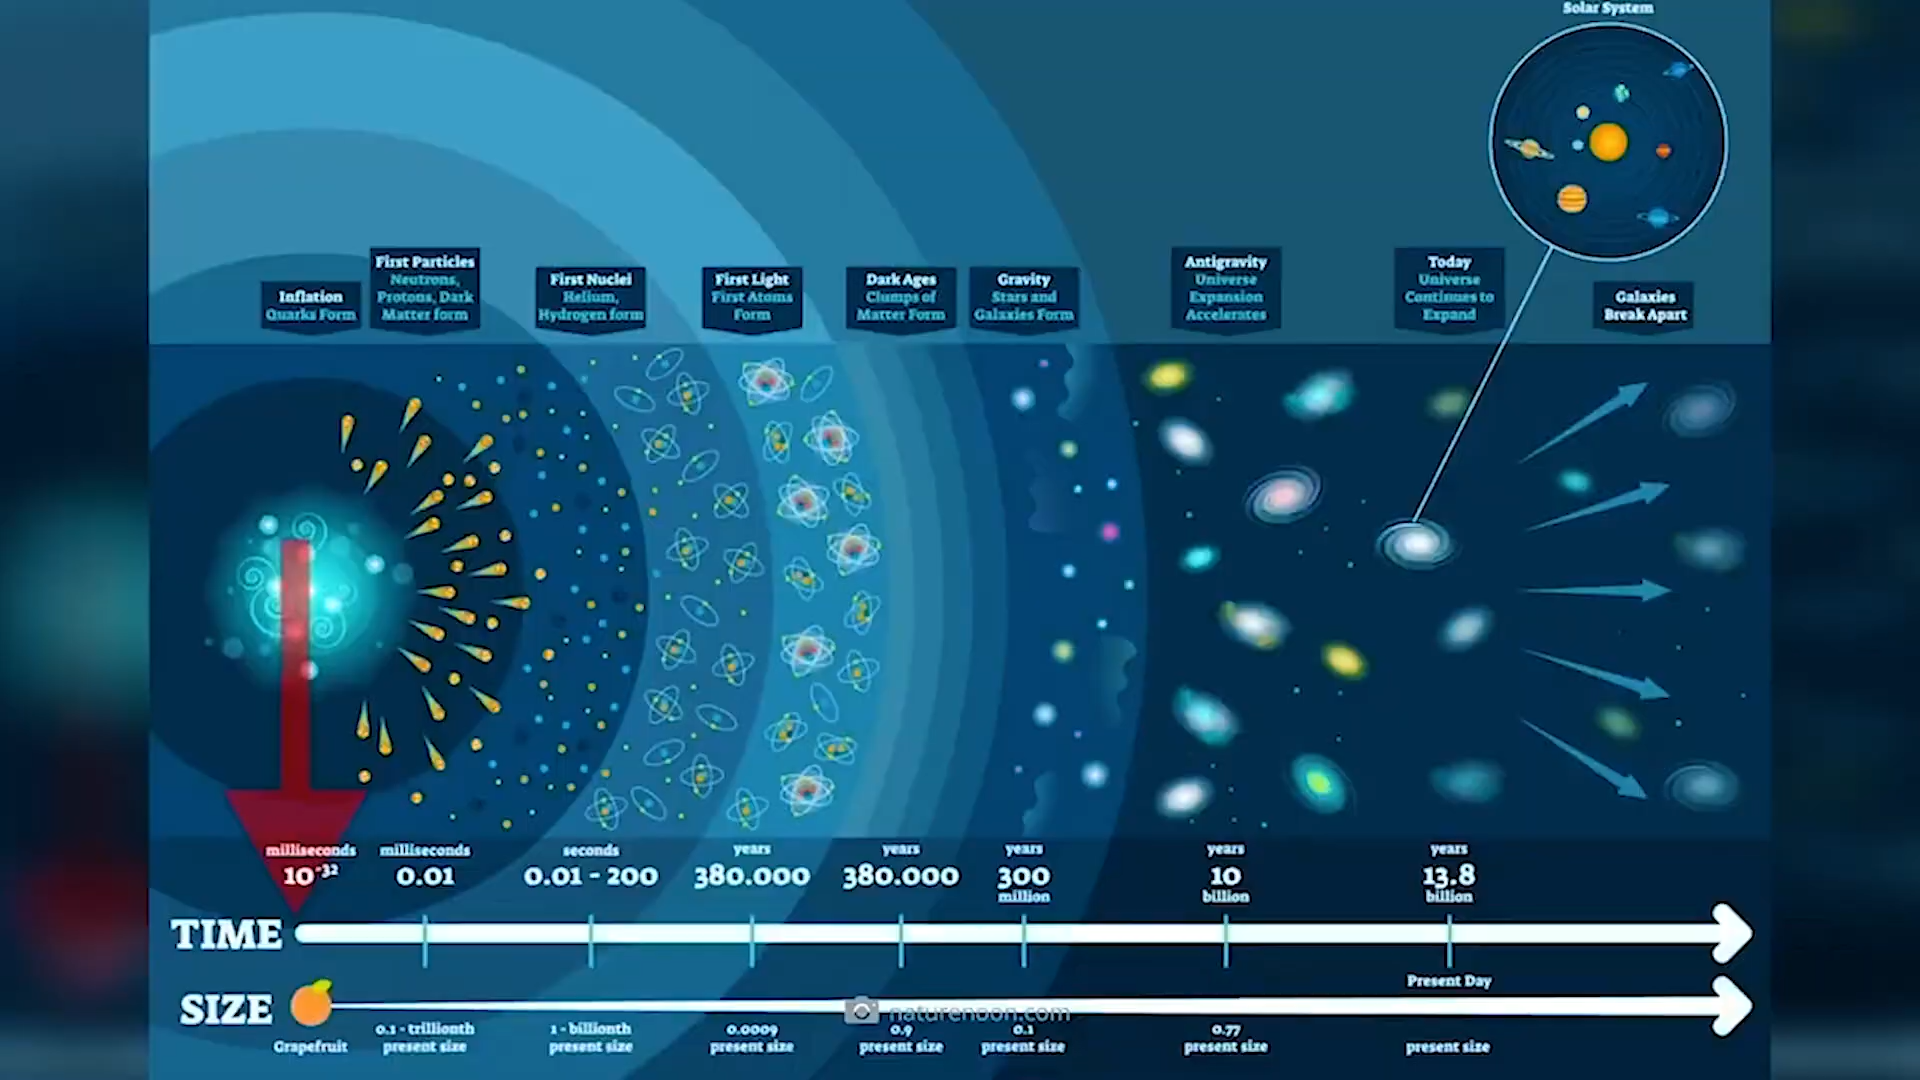 Solar System
Inflation
Quarks Form
First Particles
Neutrons,
Protons, Dark
Matter form
First Nuclei
Helium,
Hydrogen form
First Light
First Atoms
Form
Dark Ages
Clumps of
Matter Form
Gravity
Stars and
Galaxies Form
Antigravity
Universe
Expansion
Accelerates
Today
Universe
Continues to
Expand
Galaxies
Break Apart
milliseconds
10-32
milliseconds
0.01
seconds
0.01 - 200
years
380.000
years
380.000
years
300
million
years
10
billion
years
13.8
billion
TIME
Present Day
SIZE
Grapefruit
0.1 - trillionth
present size
1 - billionth
present size
0.0009
present size
0.9
present size
0.1
present size
0.77
present size
present size
naturenoon.com